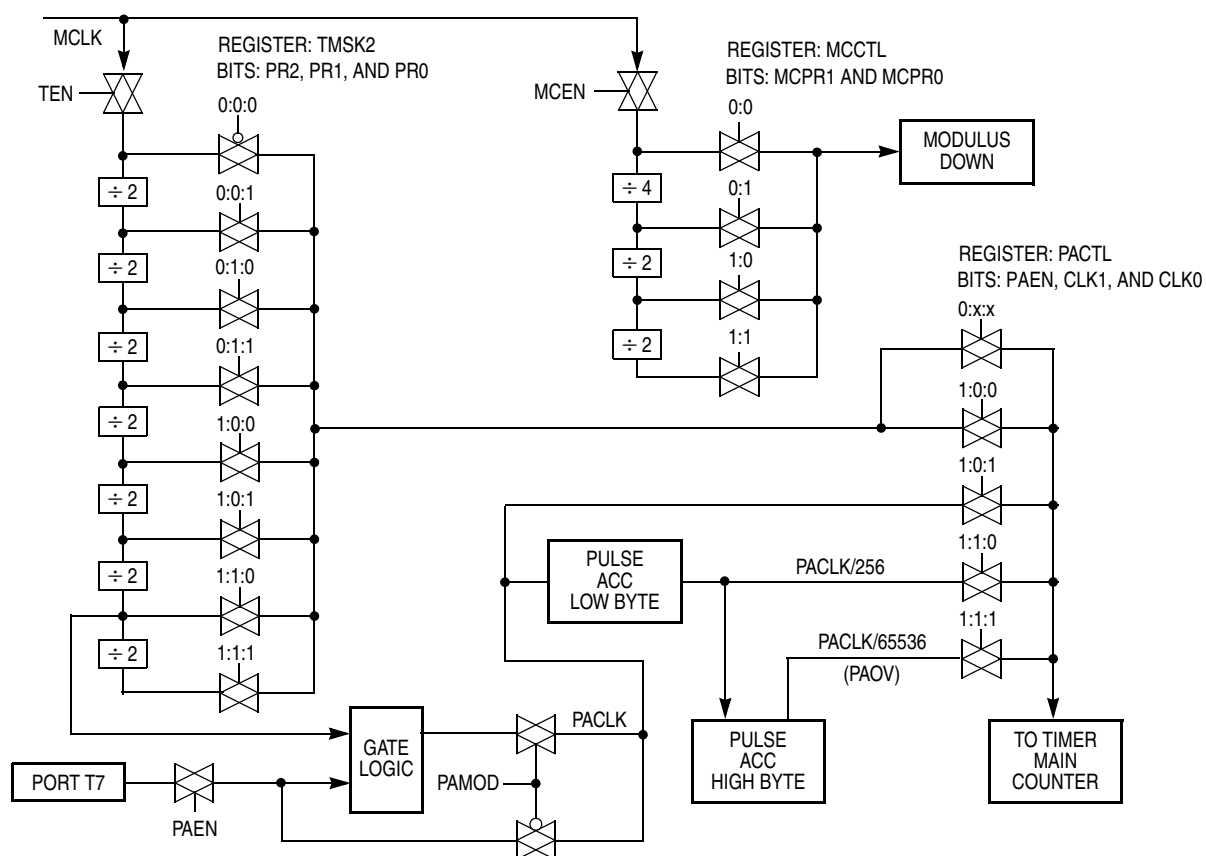 MCLK
REGISTER: TMSK2
BITS: PR2, PR1, AND PR0
TEN
0:0:0
÷ 2
0:0:1
÷ 2
0:1:0
÷ 2
0:1:1
÷ 2
1:0:0
÷ 2
1:0:1
÷ 2
1:1:0
÷ 2
1:1:1
REGISTER: MCCTL
BITS: MCPR1 AND MCPR0
MCEN
0:0
÷ 4
0:1
÷ 2
1:0
÷ 2
1:1
MODULUS
DOWN
REGISTER: PACTL
BITS: PAEN, CLK1, AND CLK0
0:x:x
1:0:0
1:0:1
1:1:0
1:1:1
PULSE
ACC
LOW BYTE
PACLK/256
PACLK/65536
(PAOV)
PORT T7
PAEN
GATE
LOGIC
PACLK
PAMOD
PULSE
ACC
HIGH BYTE
TO TIMER
MAIN
COUNTER